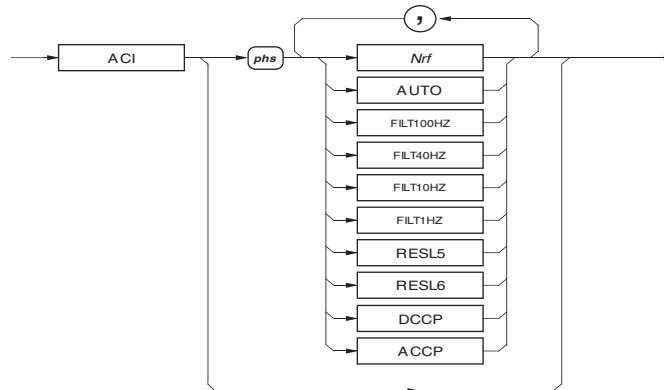 ,
ACI
phs
Nrf
AUTO
FILT100HZ
FILT40HZ
FILT10HZ
FILT1HZ
RESL5
RESL6
DCCP
ACCP